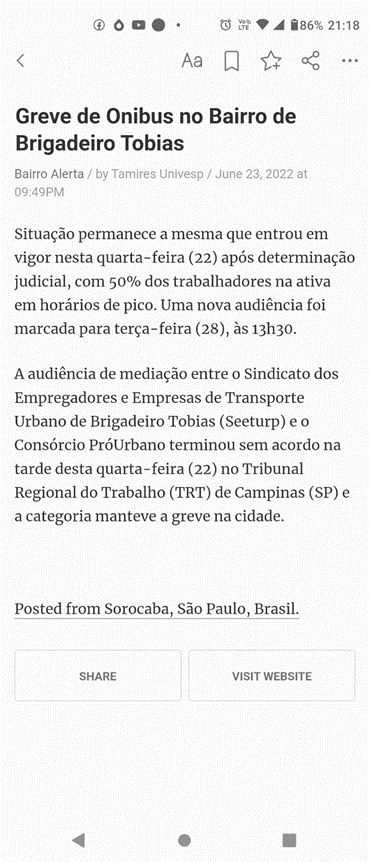 86% 21:18
Aa
Greve de Onibus no Bairro de
Brigadeiro Tobias
Bairro Alerta / by Tamires Univesp / June 23, 2022 at
09:49PM
Situação permanece a mesma que entrou em
vigor nesta quarta-feira (22) após determinação
judicial, com 50% dos trabalhadores na ativa
em horários de pico. Uma nova audiência foi
marcada para terça-feira (28), às 13h30.
A audiência de mediação entre o Sindicato dos
Empregadores e Empresas de Transporte
Urbano de Brigadeiro Tobias (Seeturp) e o
Consórcio PróUrbano terminou sem acordo na
tarde desta quarta-feira (22) no Tribunal
Regional do Trabalho (TRT) de Campinas (SP) e
a categoria manteve a greve na cidade.
Posted from Sorocaba, São Paulo, Brasil.
SHARE VISIT WEBSITE